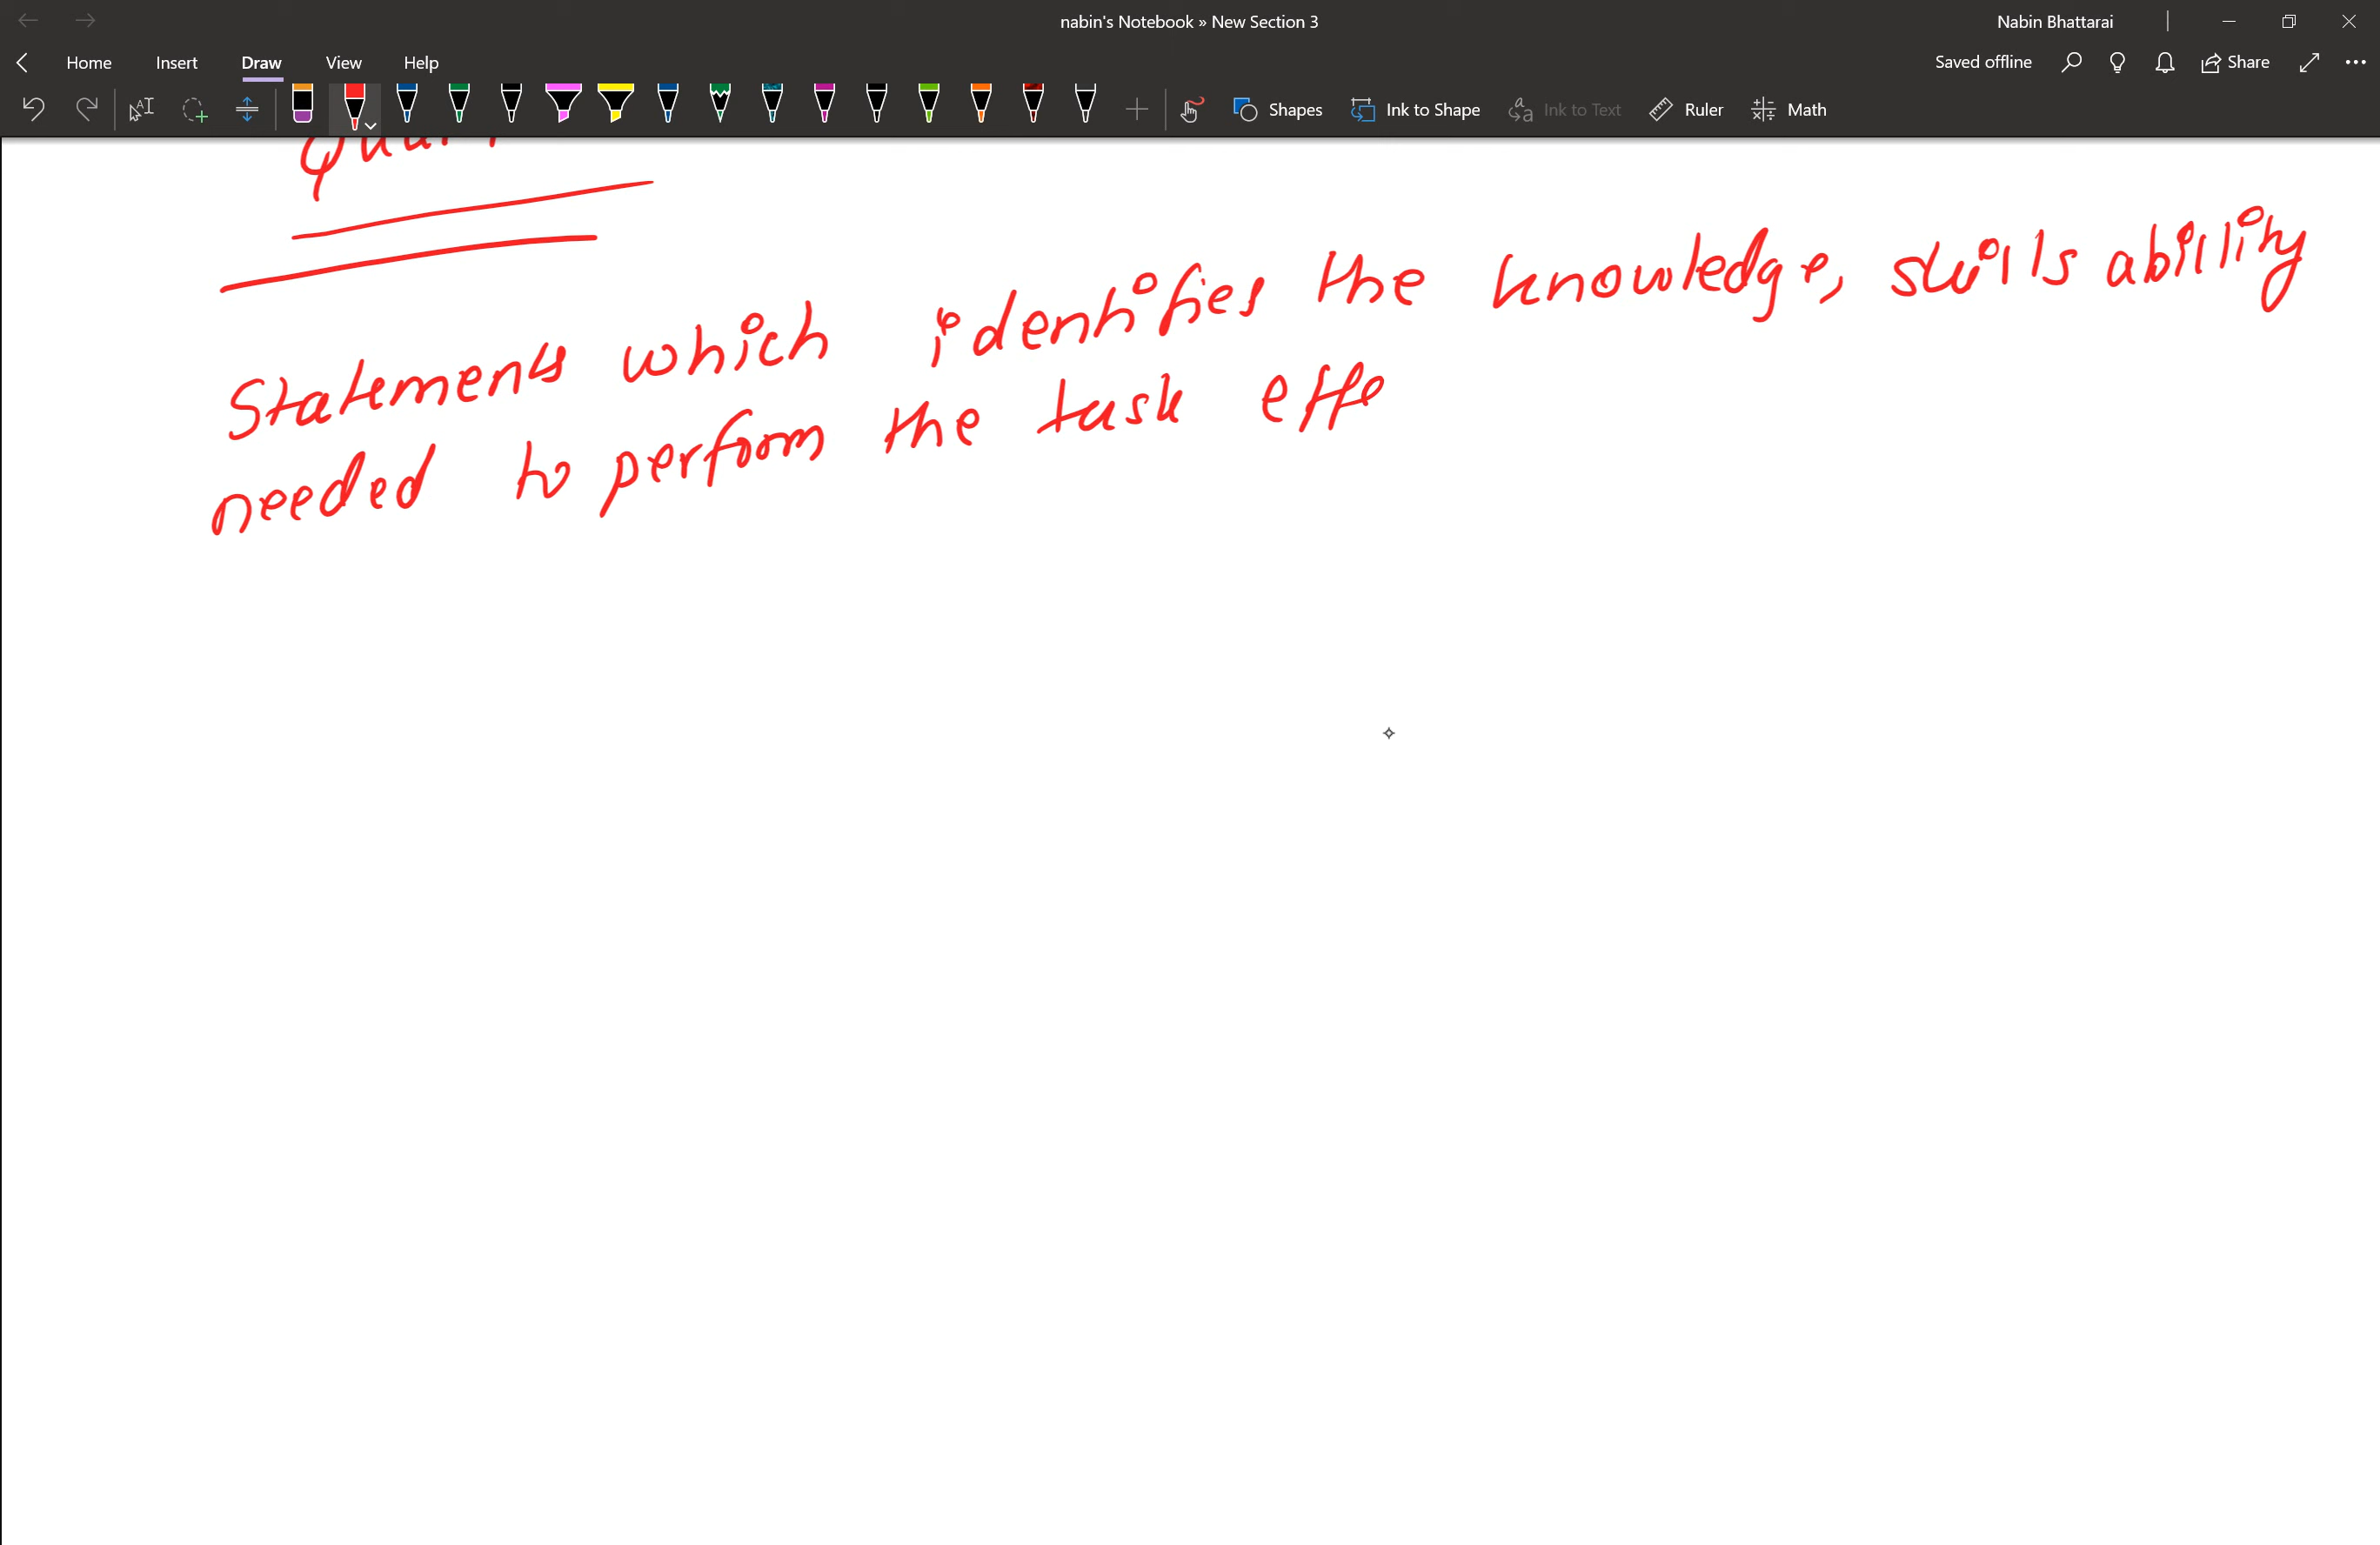 nabin's Notebook » New Section 3
Nabin Bhattarai
Home Insert Draw View Help
Saved offline
Share
Shapes Ink to Shape Ink to Text Ruler Math
Statements which identifies the knowledge, skills ability
needed to perform the task effe